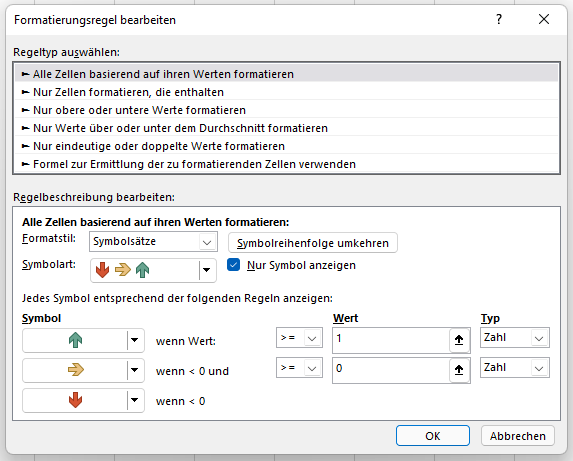 Formatierungsregel bearbeiten ?
Regeltyp auswählen:
► Alle Zellen basierend auf ihren Werten formatieren
► Nur Zellen formatieren, die enthalten
► Nur obere oder untere Werte formatieren
► Nur Werte über oder unter dem Durchschnitt formatieren
► Nur eindeutige oder doppelte Werte formatieren
► Formel zur Ermittlung der zu formatierenden Zellen verwenden
Regelbeschreibung bearbeiten:
Alle Zellen basierend auf ihren Werten formatieren:
Formatstil: Symbolsätze Symbolreihenfolge umkehren
Symbolart: Nur Symbol anzeigen
Jedes Symbol entsprechend der folgenden Regeln anzeigen:
Symbol Wert Typ
wenn Wert: >= 1 Zahl
wenn < 0 und >= 0 Zahl
wenn < 0
OK Abbrechen